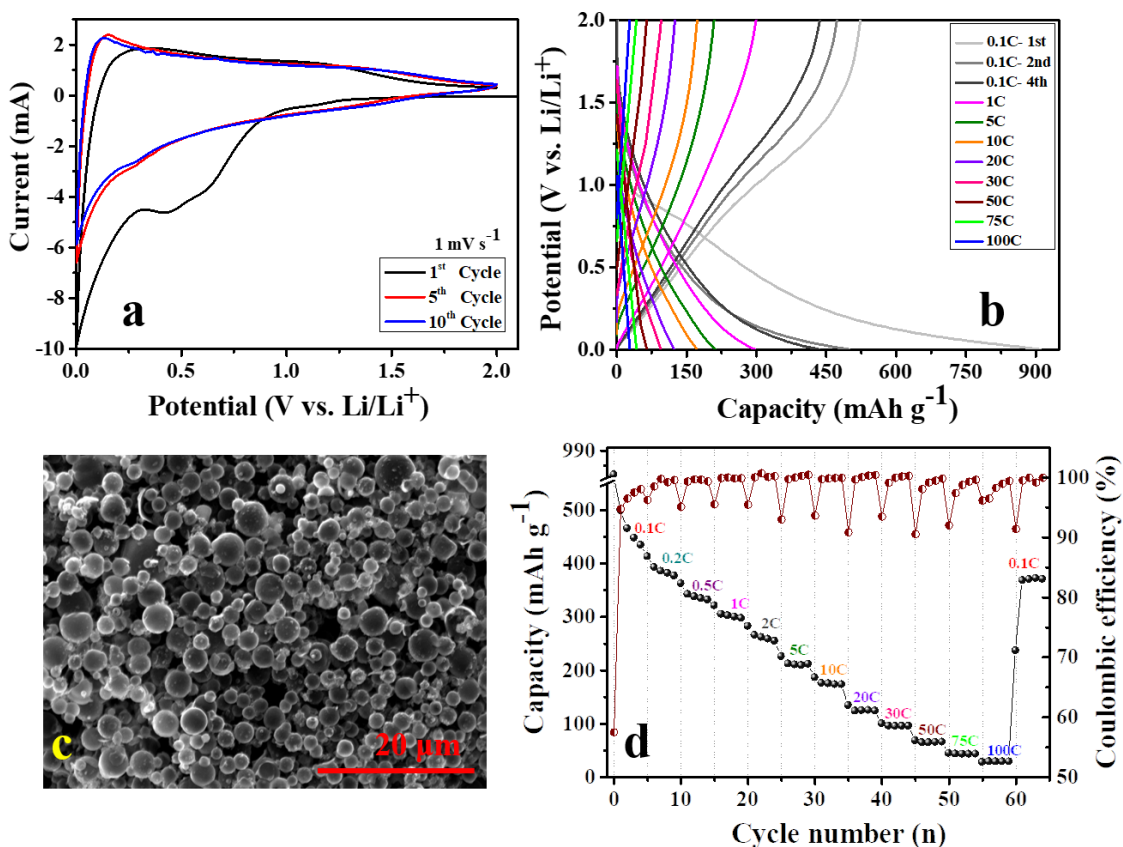 Current (mA)
2
0
-2
-4
-6
-8
-10
a
1 mV s⁻¹
1ˢᵗ Cycle
5ᵗʰ Cycle
10ᵗʰ Cycle
0.0 0.5 1.0 1.5 2.0
Potential (V vs. Li/Li⁺)
Potential (V vs. Li/Li⁺)
2.0
1.5
1.0
0.5
0.0
b
0.1C- 1st
0.1C- 2nd
0.1C- 4th
1C
5C
10C
20C
30C
50C
75C
100C
0 150 300 450 600 750 900
Capacity (mAh g⁻¹)
c
20 μm
Capacity (mAh g⁻¹)
990
500
400
300
200
100
0
0.1C
0.2C
0.5C
1C
2C
5C
10C
20C
30C
50C
75C
100C
0.1C
d
100
90
80
70
60
50
Coulombic efficiency (%)
0 10 20 30 40 50 60
Cycle number (n)